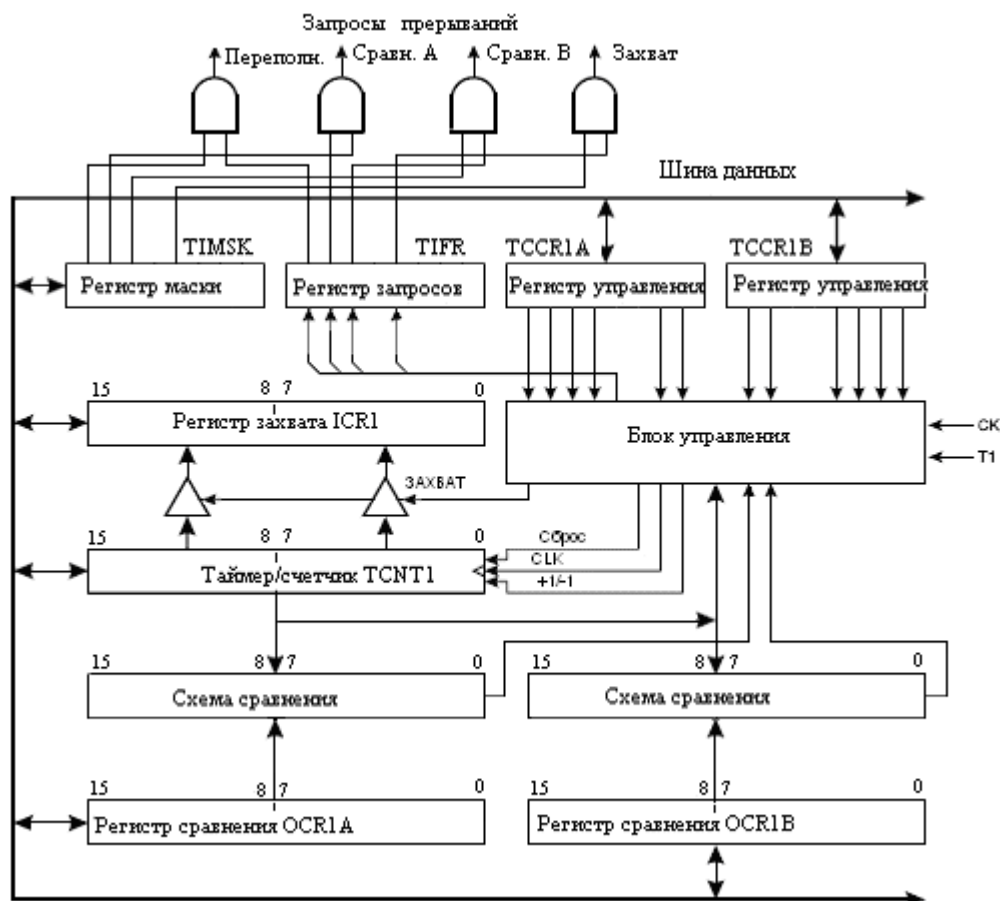 Запросы прерываний
Переполн. Сравн. A Сравн. B Захват
Шина данных
TIMSK TIFR TCCR1A TCCR1B
Регистр маски Регистр запросов Регистр управления Регистр управления
15 8 7 0
Регистр захвата ICR1 Блок управления
CK
T1
ЗАХВАТ
15 8 7 0 Сброс
CLK
Таймер/счетчик TCNT1 +1/-1
15 8 7 0 15 8 7 0
Схема сравнения Схема сравнения
15 8 7 0 15 8 7 0
Регистр сравнения OCR1A Регистр сравнения OCR1B